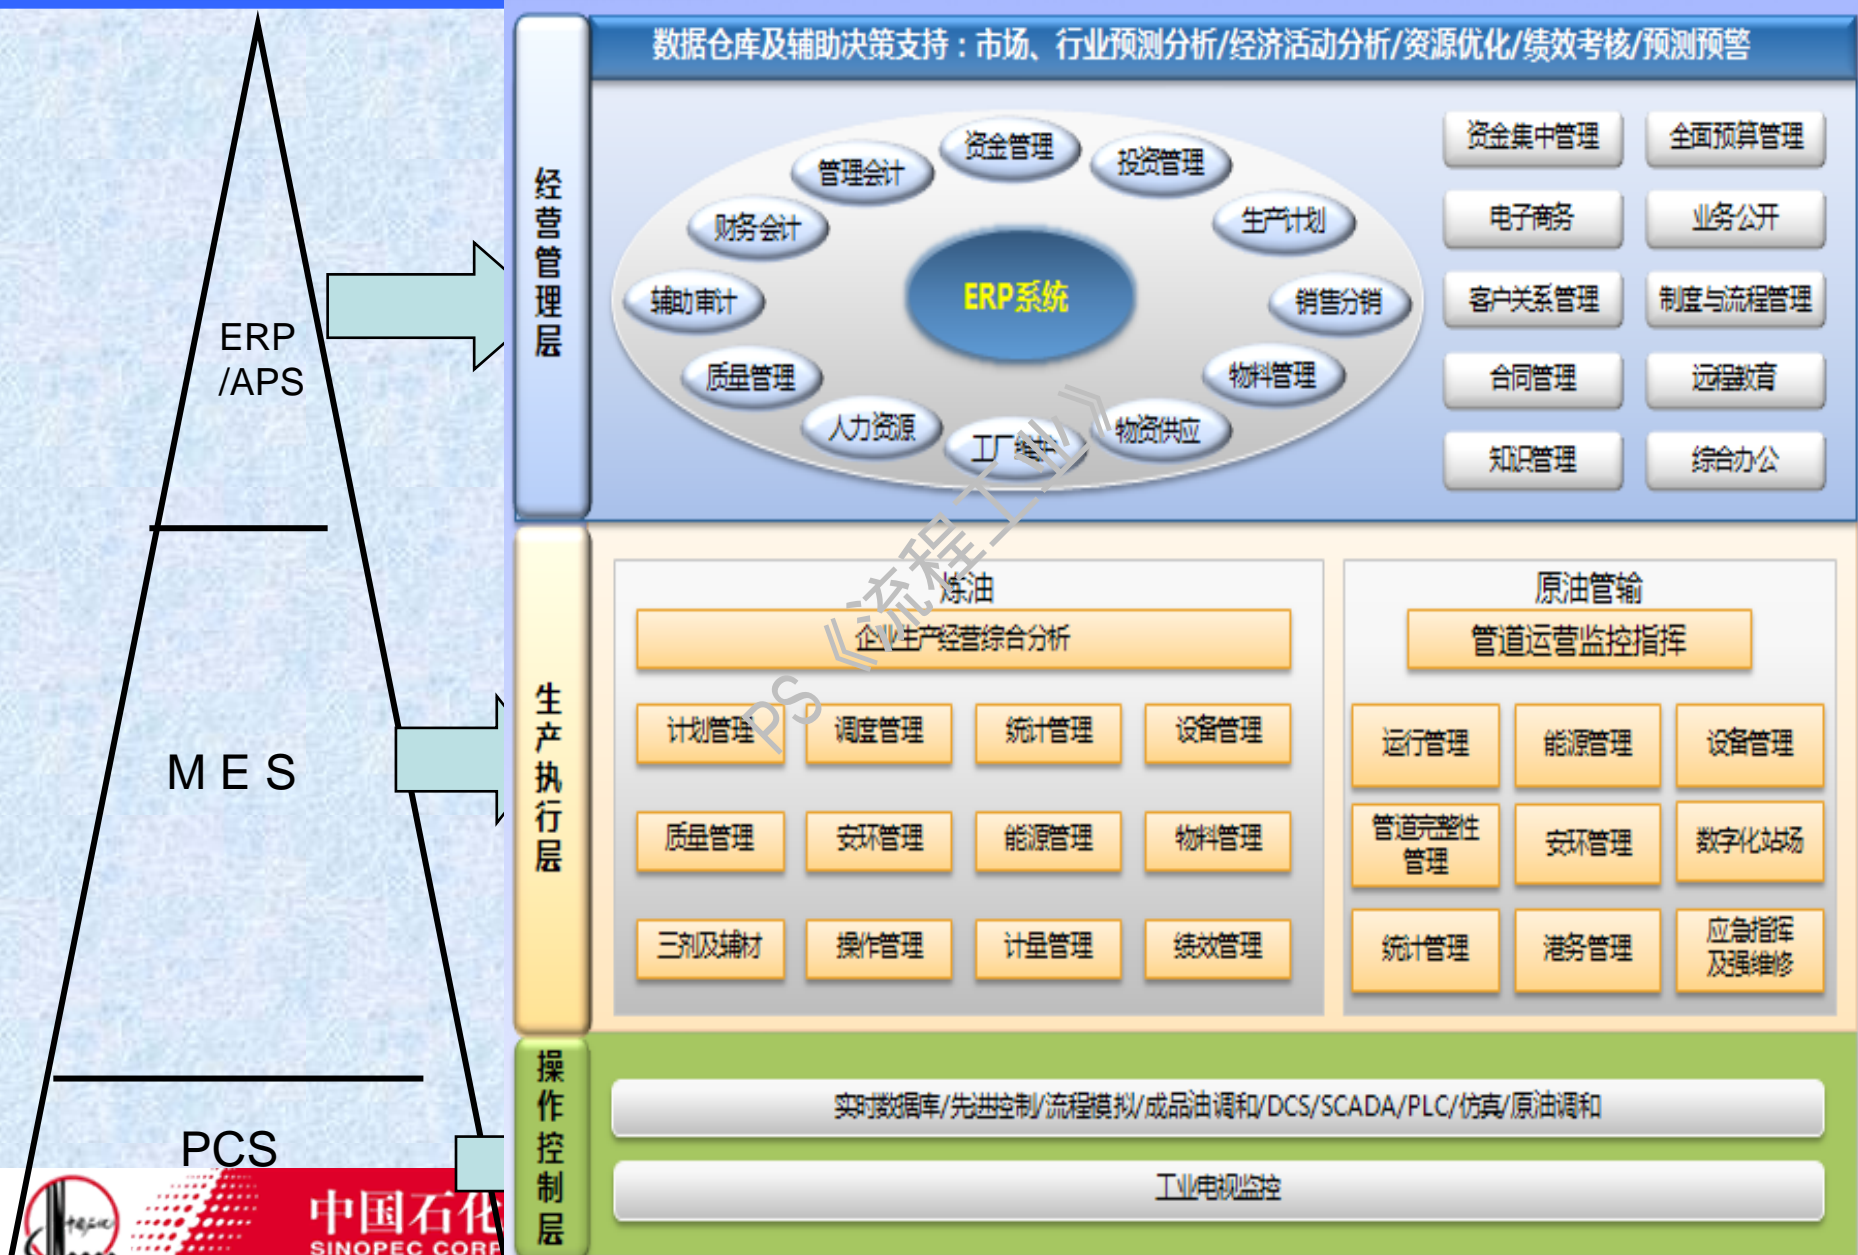 数据仓库及辅助决策支持：市场、行业预测分析/经济活动分析/资源优化/绩效考核/预测预警
经营管理层
资金管理
管理会计
投资管理
财务会计
生产计划
辅助审计
ERP系统
销售分销
质量管理
物料管理
人力资源
物资供应
工厂
资金集中管理
全面预算管理
电子商务
业务公开
客户关系管理
制度与流程管理
合同管理
远程教育
知识管理
综合办公
ERP
/APS
M E S
PCS
生产执行层
炼油
企业生产经营综合分析
计划管理
调度管理
统计管理
设备管理
质量管理
安环管理
能源管理
物料管理
三剂及辅材
操作管理
计量管理
绩效管理
原油管输
管道运营监控指挥
运行管理
能源管理
设备管理
管道完整性
管理
安环管理
数字化站场
统计管理
港务管理
应急指挥
及强维修
PS《流程工业》
操作控制层
实时数据库/先进控制/流程模拟/成品油调和/DCS/SCADA/PLC/仿真/原油调和
工业电视监控
中国石化
SINOPEC CORP